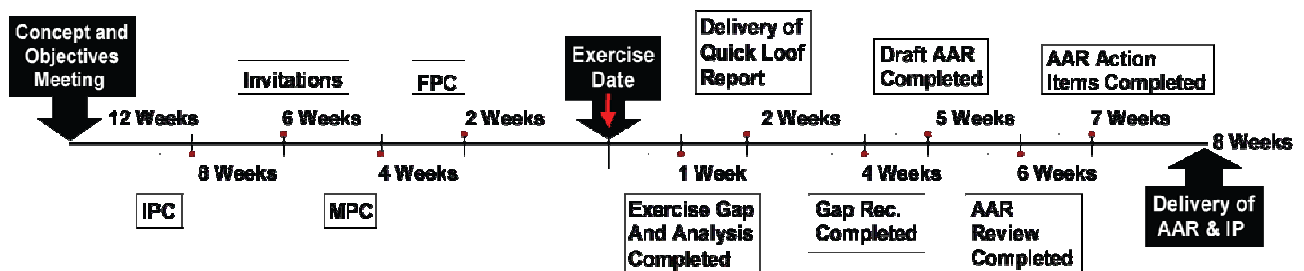 Concept and
Objectives
Meeting
12 Weeks
IPC
8 Weeks
Invitations
6 Weeks
MPC
4 Weeks
FPC
2 Weeks
Exercise
Date
Exercise Gap
And Analysis
Completed
1 Week
Delivery of
Quick Loof
Report
2 Weeks
Gap Rec.
Completed
4 Weeks
Draft AAR
Completed
5 Weeks
AAR
Review
Completed
6 Weeks
AAR Action
Items Completed
7 Weeks
8 Weeks
Delivery of
AAR & IP